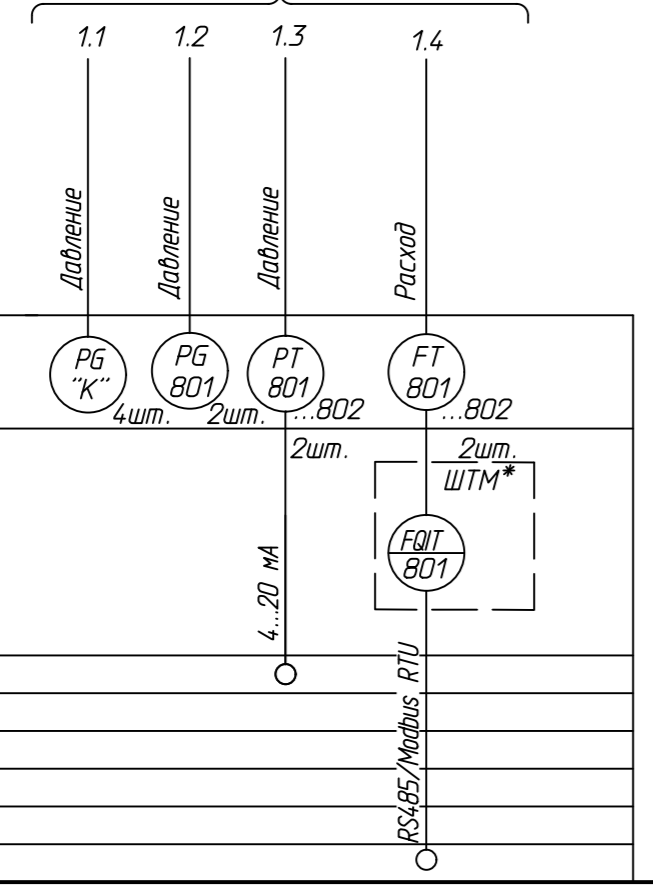 1.1
1.2
1.3
1.4
Давление
Давление
Давление
Расход
PG
"К"
4шт.
PG
801
2шт.
PT
801
...802
2шт.
FT
801
...802
2шт.
ШТМ*
FQIT
801
4...20 мА
RS485/Modbus RTU